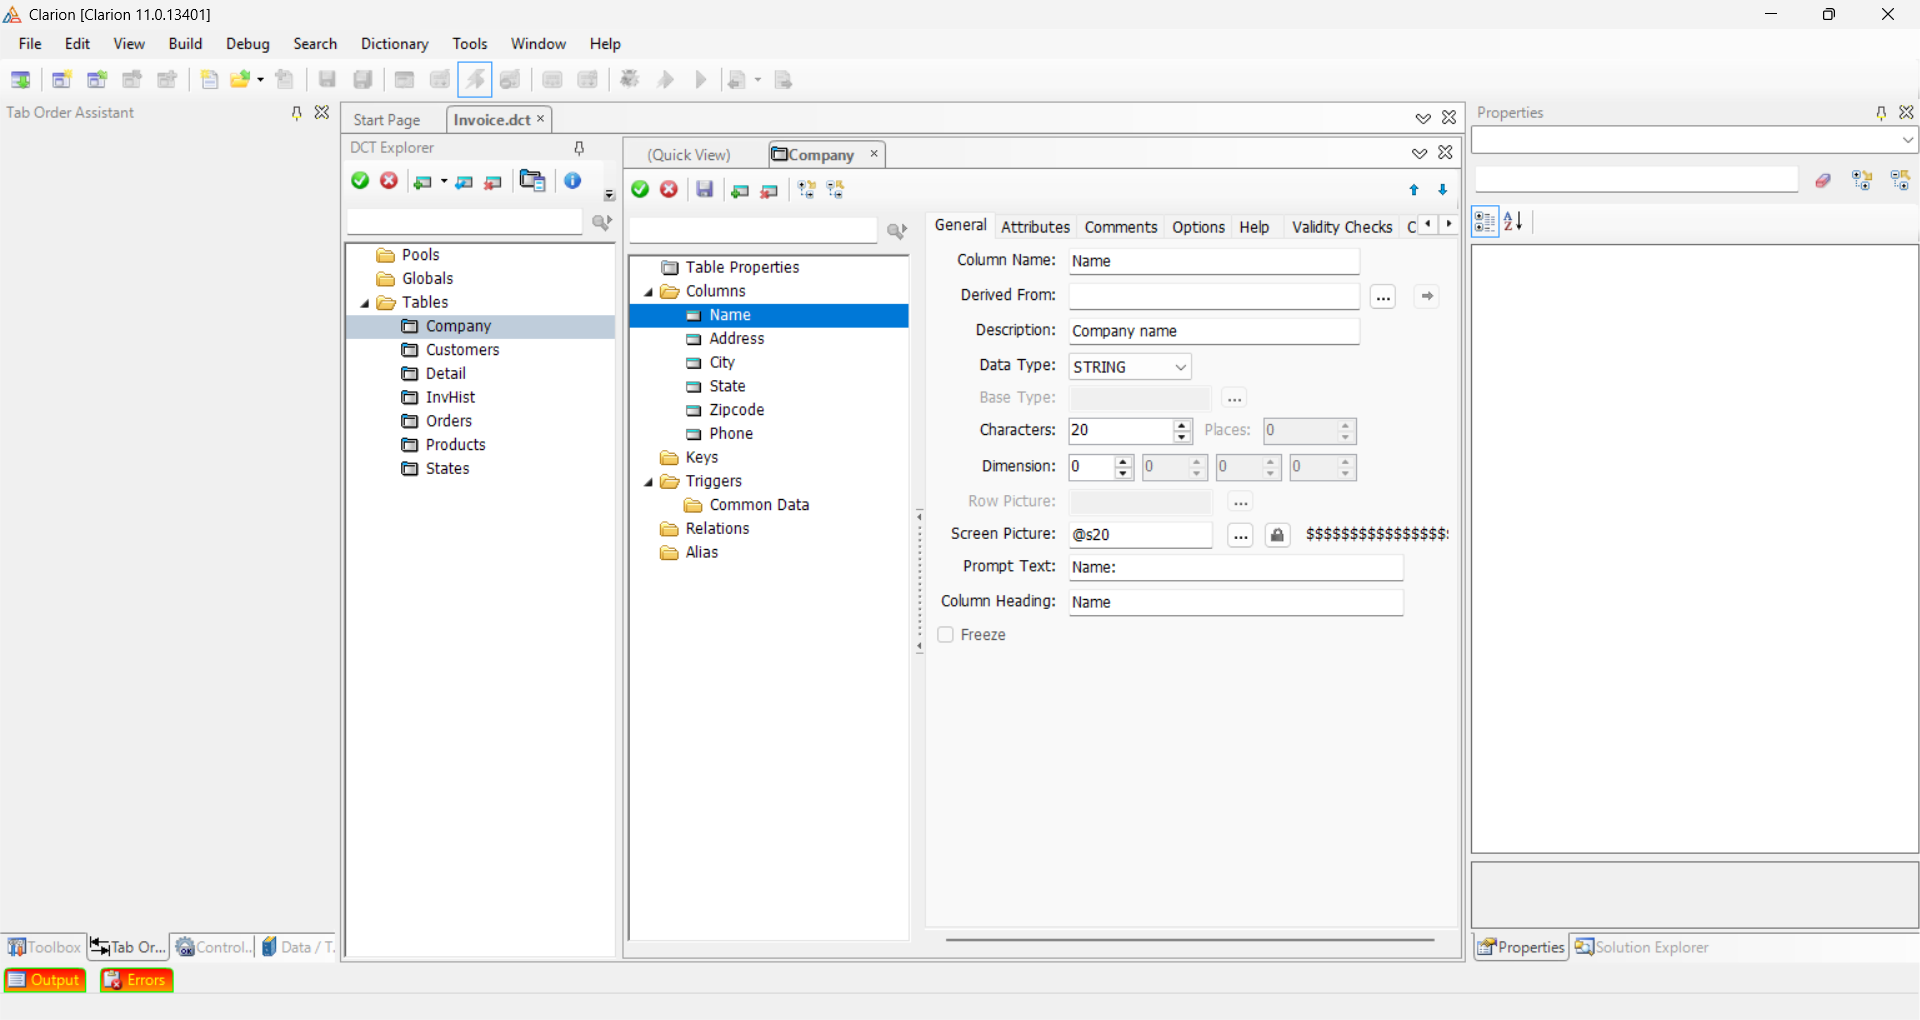 Clarion [Clarion 11.0.13401]
File Edit View Build Debug Search Dictionary Tools Window Help
Tab Order Assistant
Start Page
Invoice.dct
DCT Explorer
Pools
Globals
Tables
Company
Customers
Detail
InvHist
Orders
Products
States
(Quick View)
Company
Table Properties
Columns
Name
Address
City
State
Zipcode
Phone
Keys
Triggers
Common Data
Relations
Alias
General Attributes Comments Options Help Validity Checks C
Column Name: Name
Derived From: ...
Description: Company name
Data Type: STRING
Base Type: ...
Characters: 20 Places: 0
Dimension: 0 0 0 0
Row Picture: ...
Screen Picture: @s20 ... $$$$$$$$$$$$$$$$
Prompt Text: Name:
Column Heading: Name
Freeze
Properties
Toolbox Tab Or... Control... Data / T.
Properties Solution Explorer
Output Errors